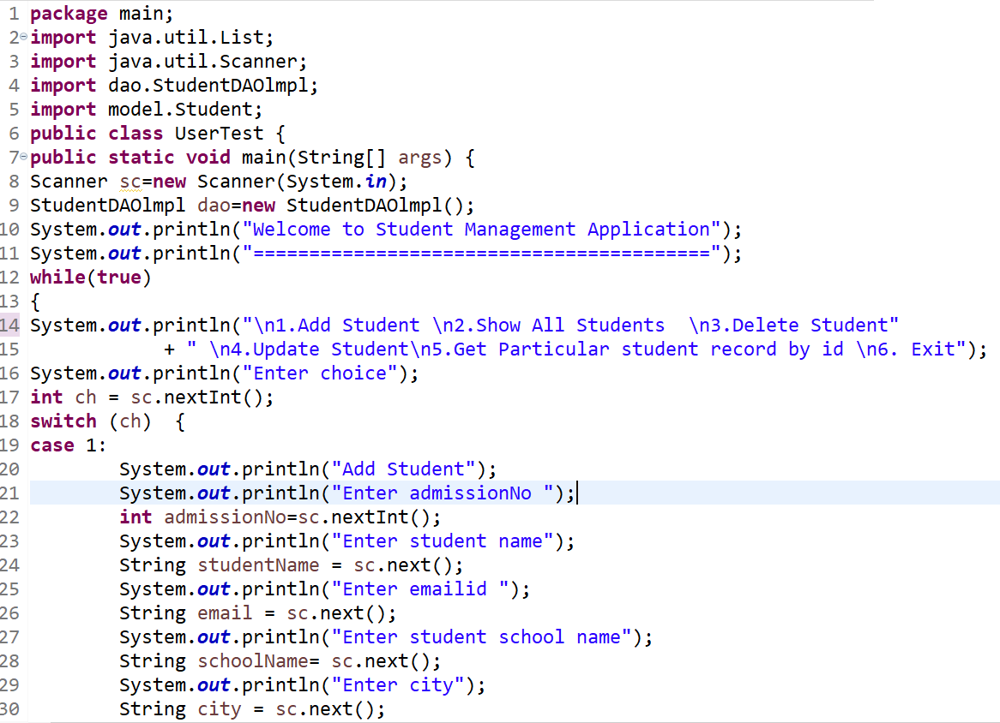 1 package main;
2 import java.util.List;
3 import java.util.Scanner;
4 import dao.StudentDAOlmpl;
5 import model.Student;
6 public class UserTest {
7 public static void main(String[] args) {
8 Scanner sc=new Scanner(System.in);
9 StudentDAOlmpl dao=new StudentDAOlmpl();
10 System.out.println("Welcome to Student Management Application");
11 System.out.println("=========================================");
12 while(true)
13 {
14 System.out.println("\n1.Add Student \n2.Show All Students  \n3.Delete Student"
15             + " \n4.Update Student\n5.Get Particular student record by id \n6. Exit");
16 System.out.println("Enter choice");
17 int ch = sc.nextInt();
18 switch (ch)  {
19 case 1:
20         System.out.println("Add Student");
21         System.out.println("Enter admissionNo ");
22         int admissionNo=sc.nextInt();
23         System.out.println("Enter student name");
24         String studentName = sc.next();
25         System.out.println("Enter emailid ");
26         String email = sc.next();
27         System.out.println("Enter student school name");
28         String schoolName= sc.next();
29         System.out.println("Enter city");
30         String city = sc.next();